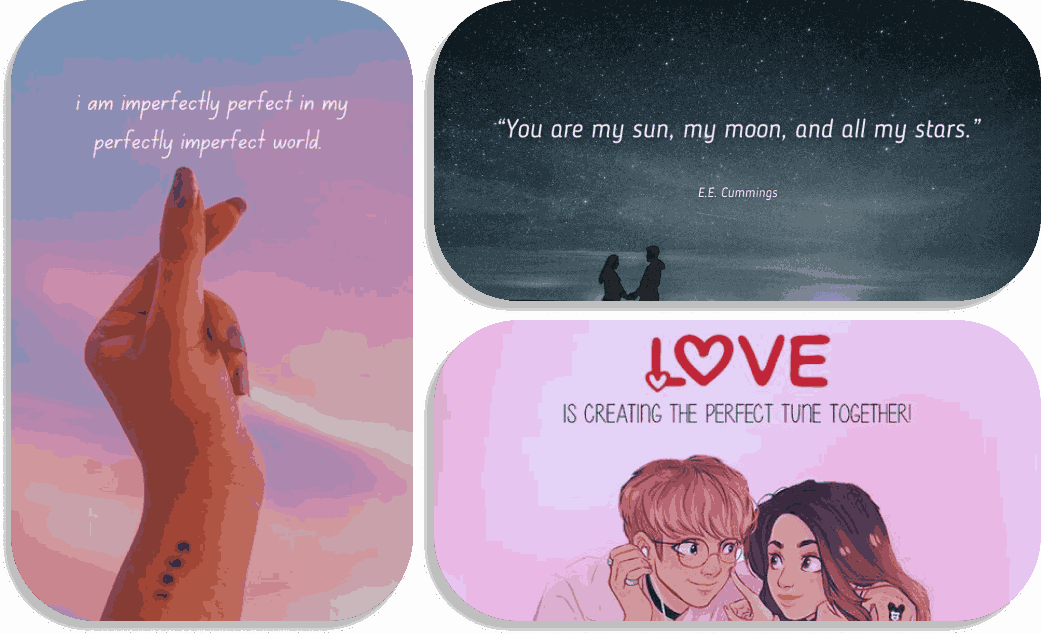 i am imperfectly perfect in my
perfectly imperfect world.
“You are my sun, my moon, and all my stars.”
E.E. Cummings
LOVE
IS CREATING THE PERFECT TUNE TOGETHER!